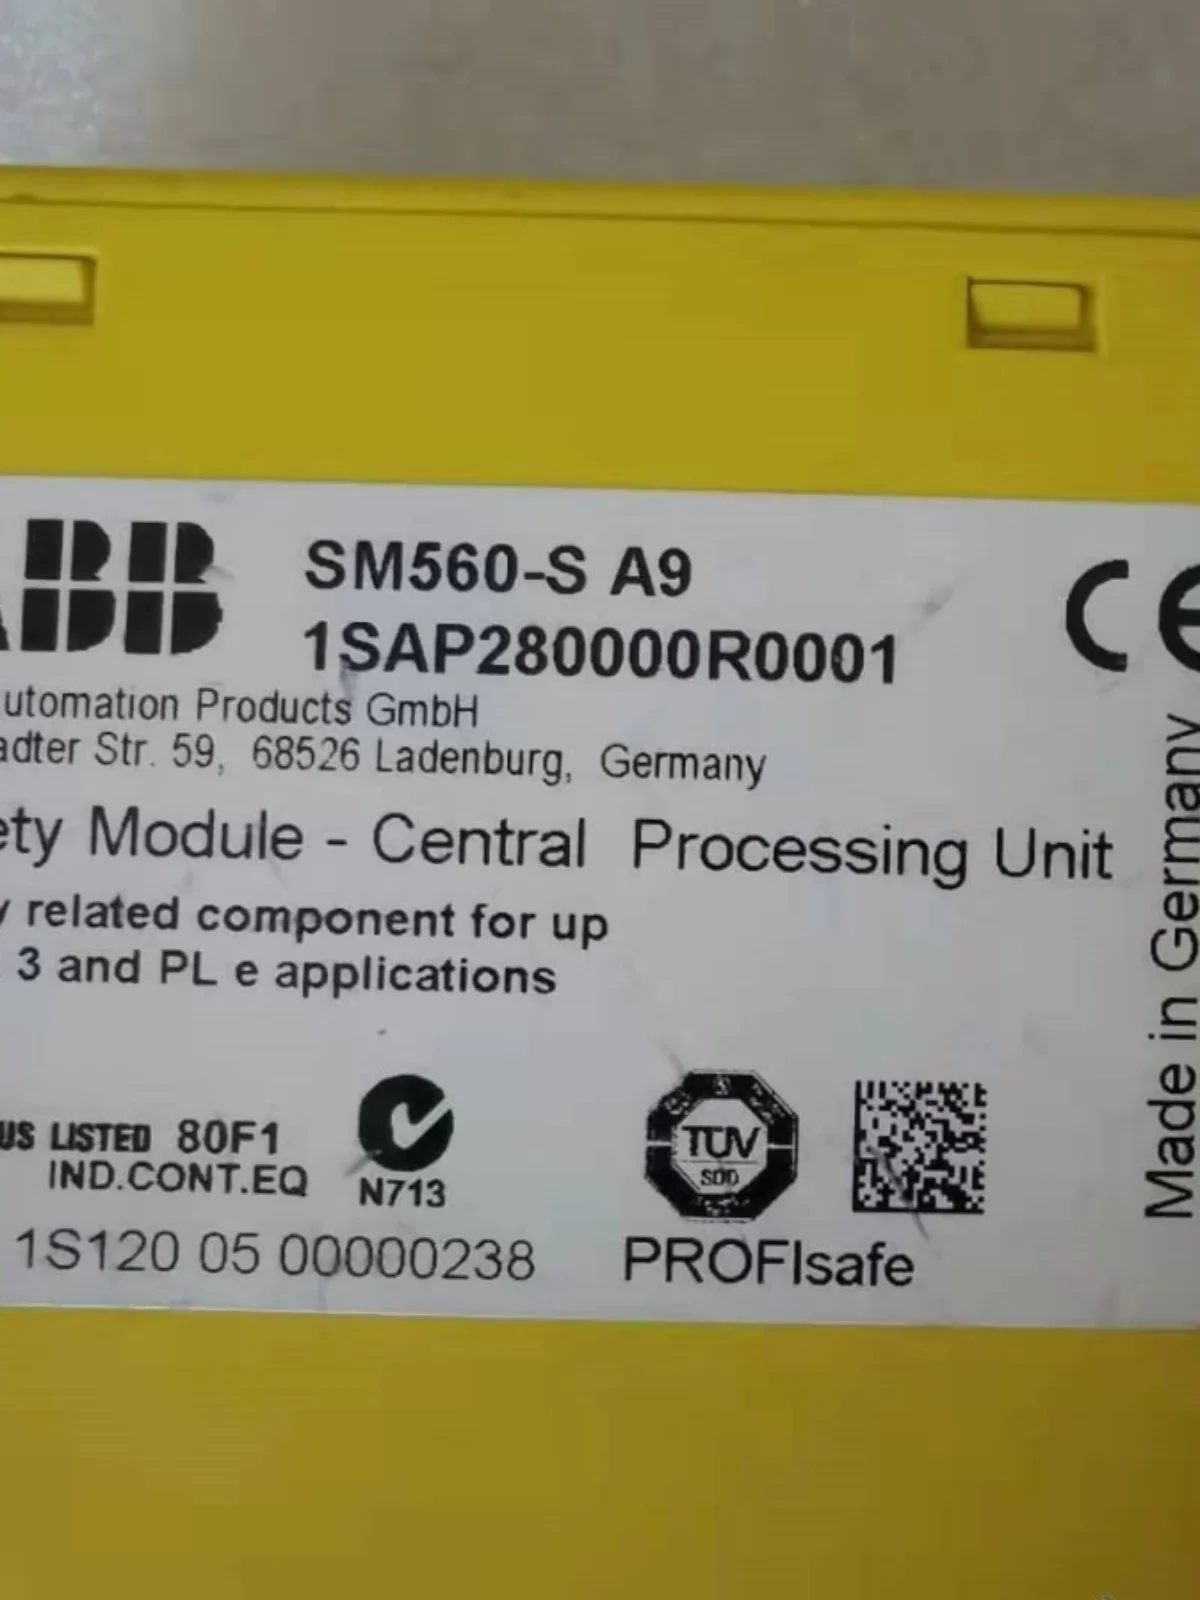 ABB
SM560-S A9
1SAP280000R0001
CE
utomation Products GmbH
adter Str. 59, 68526 Ladenburg, Germany
ety Module - Central Processing Unit
y related component for up
3 and PL e applications
Made in Germany
US LISTED 80F1
IND.CONT.EQ
N713
TÜV
SÜD
1S120 05 00000238
PROFIsafe